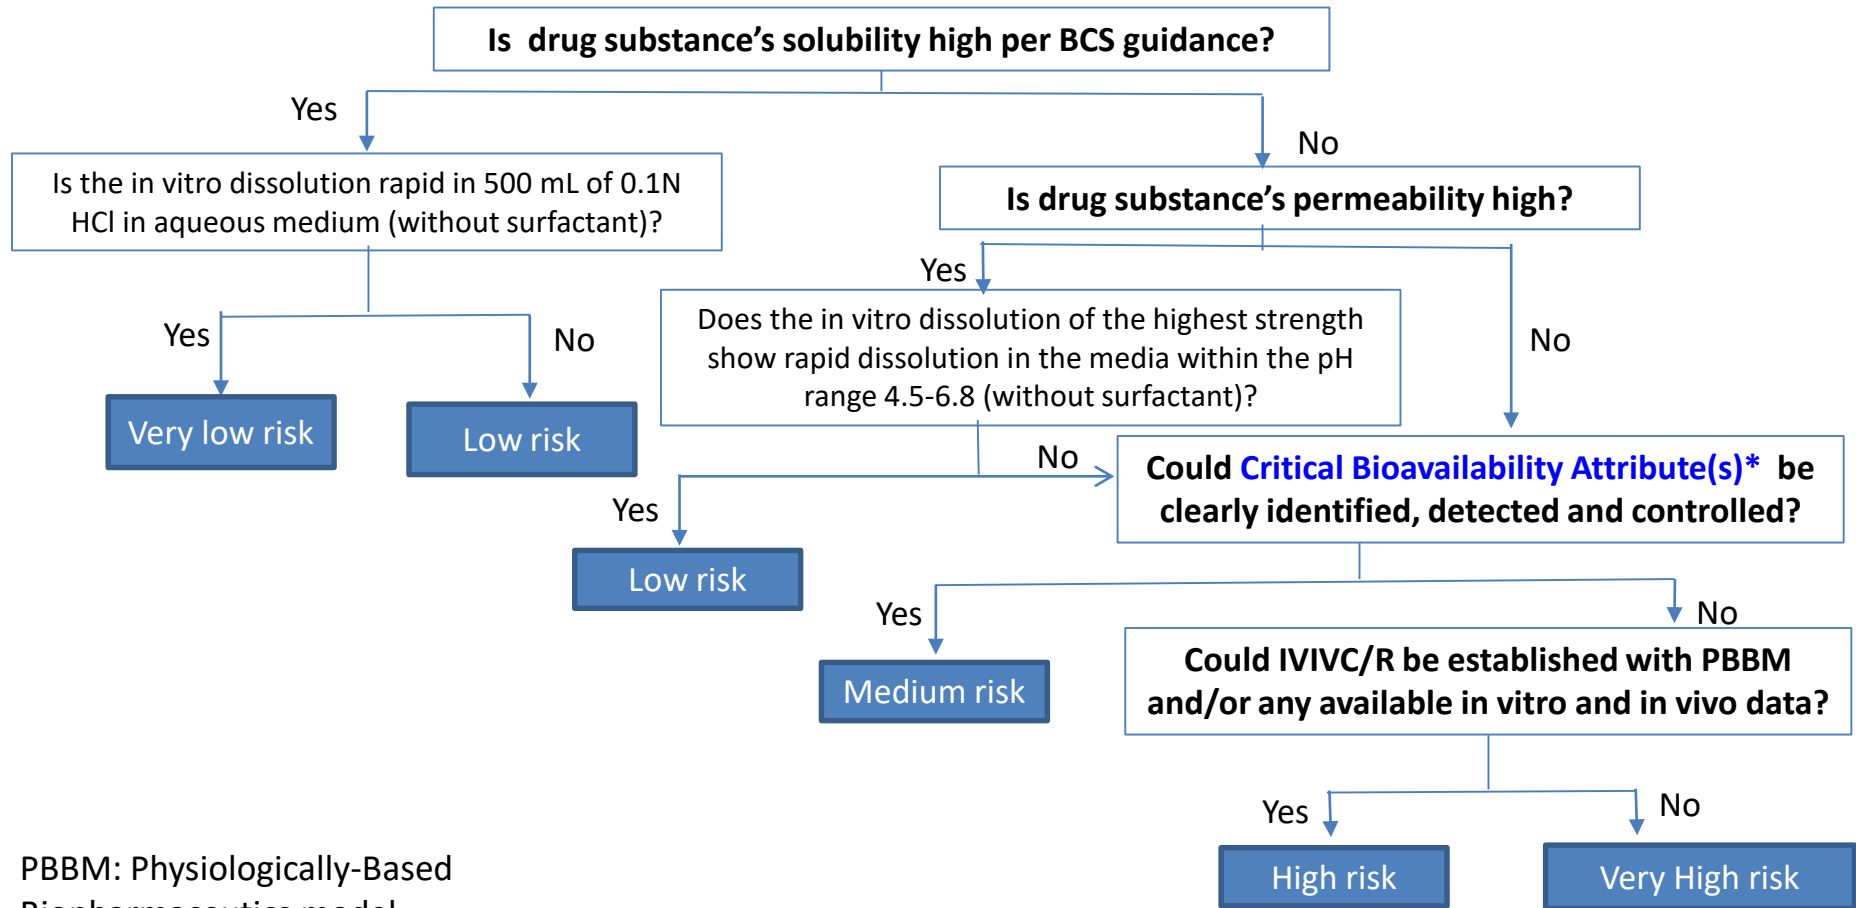 Is drug substance’s solubility high per BCS guidance?
Yes
No
Is the in vitro dissolution rapid in 500 mL of 0.1N
HCl in aqueous medium (without surfactant)?
Is drug substance’s permeability high?
Yes
No
Yes
No
Does the in vitro dissolution of the highest strength
show rapid dissolution in the media within the pH
range 4.5-6.8 (without surfactant)?
Very low risk
Low risk
No
Yes
Could Critical Bioavailability Attribute(s)* be
clearly identified, detected and controlled?
Low risk
Yes
No
Medium risk
Could IVIVC/R be established with PBBM
and/or any available in vitro and in vivo data?
Yes
No
High risk
Very High risk
PBBM: Physiologically-Based
Biopharmaceutics model